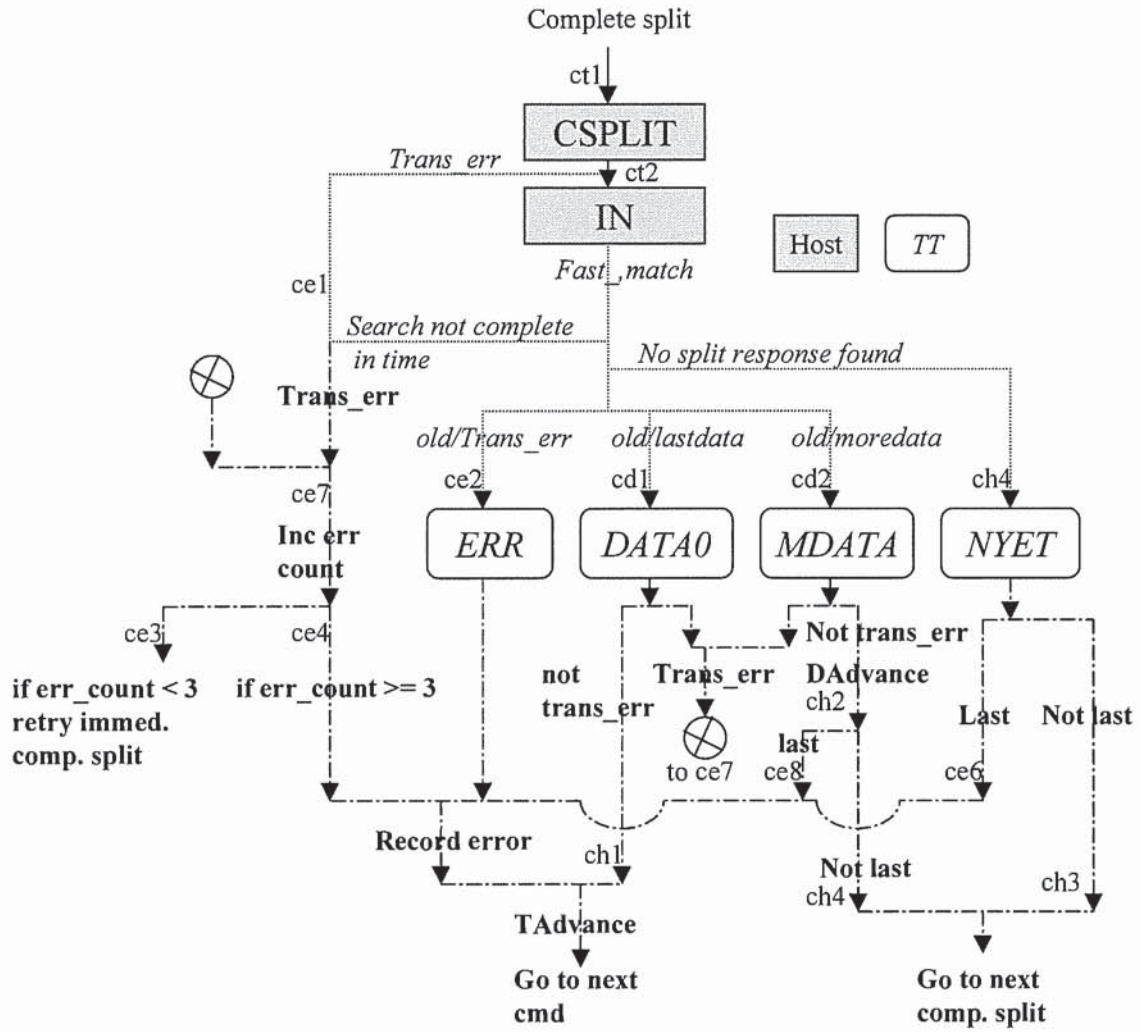 Complete split
ct1
CSPLIT
Trans_err
ct2
IN
Host
TT
Fast_,match
ce1
Search not complete
in time
No split response found
Trans_err
old/Trans_err
old/lastdata
old/moredata
ce2
cd1
cd2
ch4
ce7
ERR
DATA0
MDATA
NYET
Inc err
count
ce3
ce4
Not trans_err
if err_count < 3
retry immed.
comp. split
if err_count >= 3
not
trans_err
Trans_err
DAdvance
ch2
Last
Not last
last
to ce7
ce8
ce6
Record error
ch1
Not last
ch4
ch3
TAdvance
Go to next
cmd
Go to next
comp. split